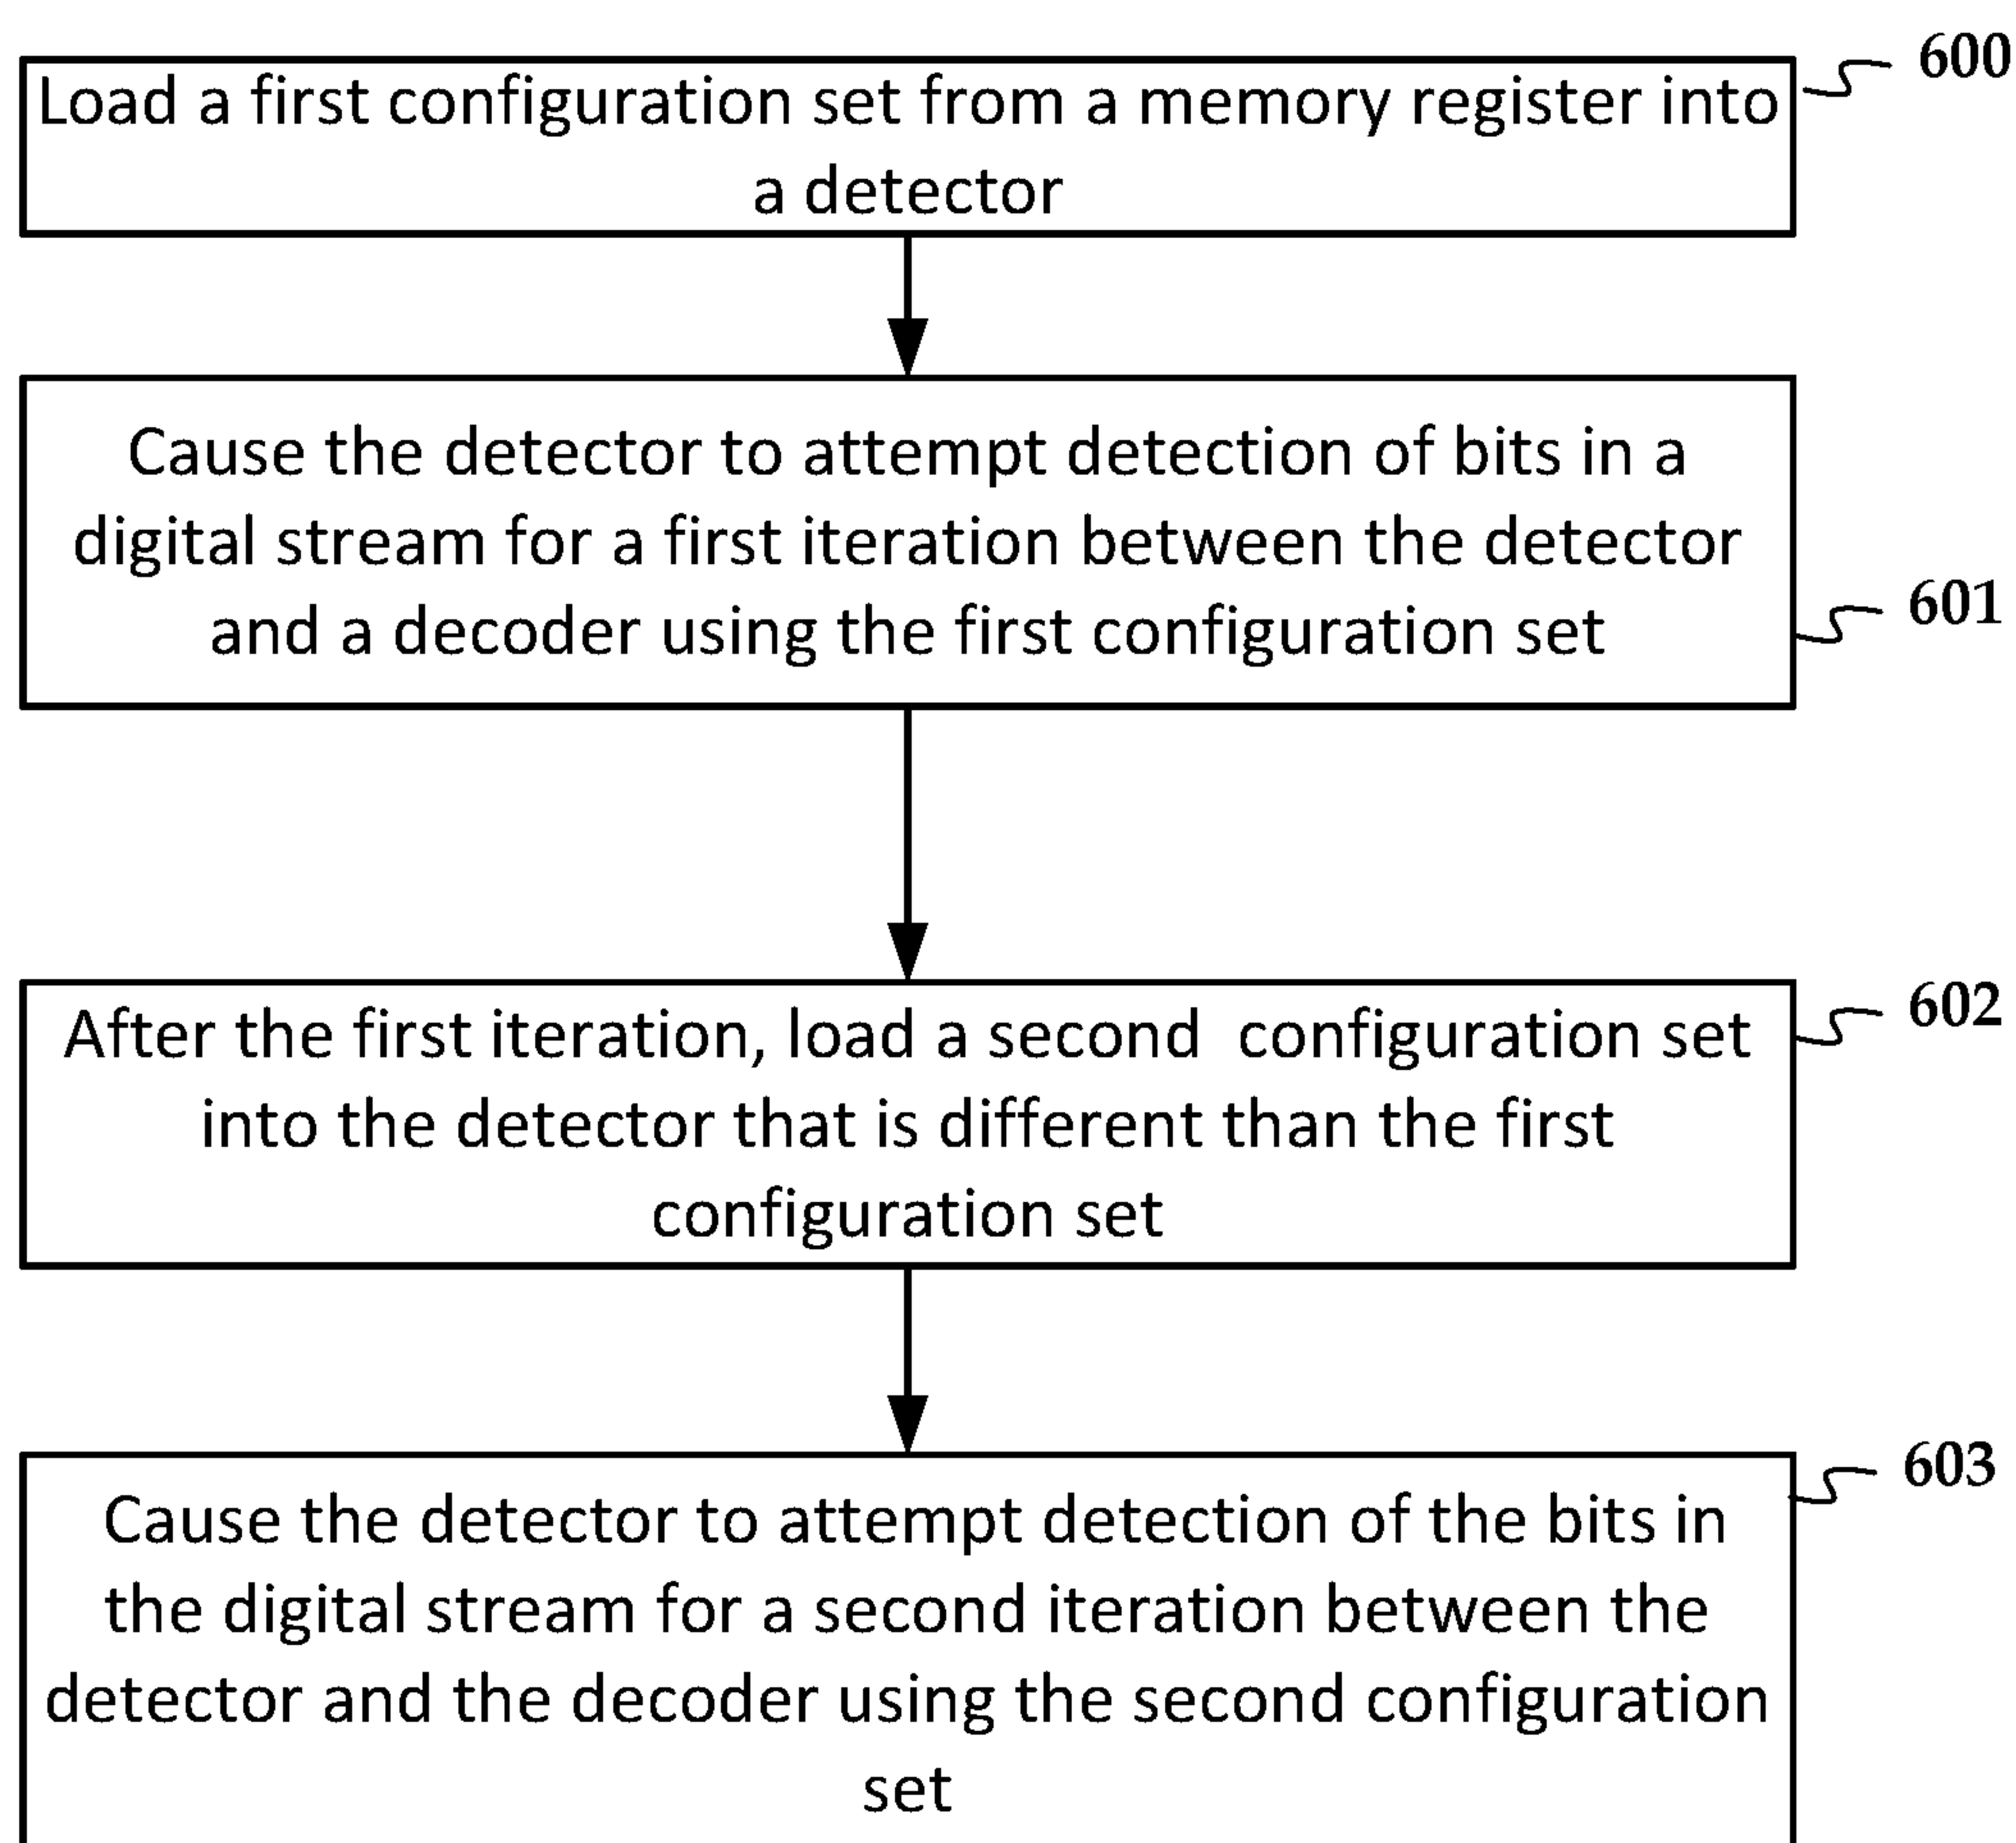 600
Load a first configuration set from a memory register into
a detector
Cause the detector to attempt detection of bits in a
digital stream for a first iteration between the detector
and a decoder using the first configuration set
601
After the first iteration, load a second  configuration set
into the detector that is different than the first
configuration set
602
Cause the detector to attempt detection of the bits in
the digital stream for a second iteration between the
detector and the decoder using the second configuration
set
603